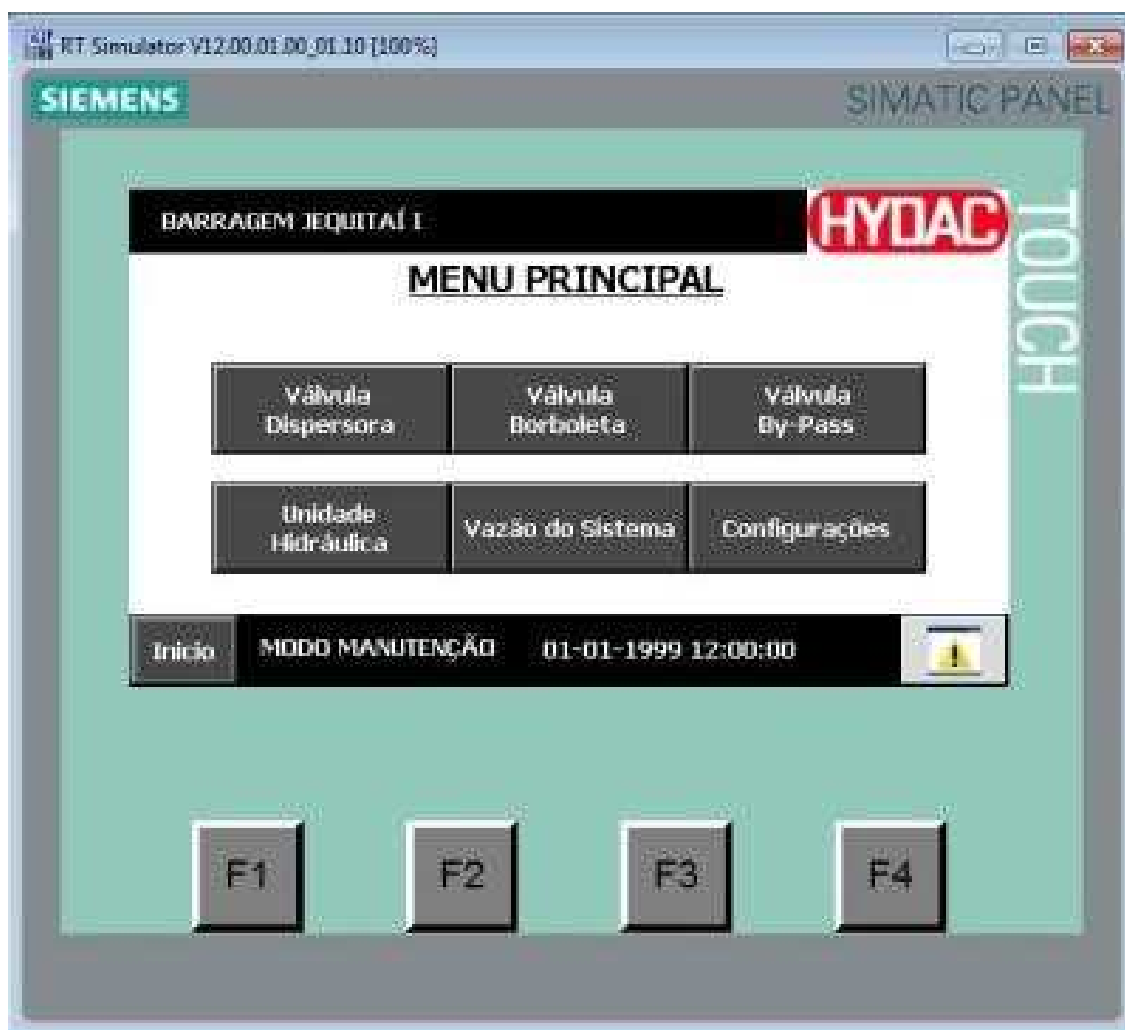 RT Simulator V12.00.01.00_01.10 [100%]
SIEMENS
SIMATIC PANEL
BARRAGEM JEQUITAÍ I
HYDAC
TOUCH
MENU PRINCIPAL
Válvula
Dispersora
Válvula
Borboleta
Válvula
By-Pass
Unidade
Hidráulica
Vazão do Sistema
Configurações
Início
MODO MANUTENÇÃO
01-01-1999 12:00:00
F1
F2
F3
F4